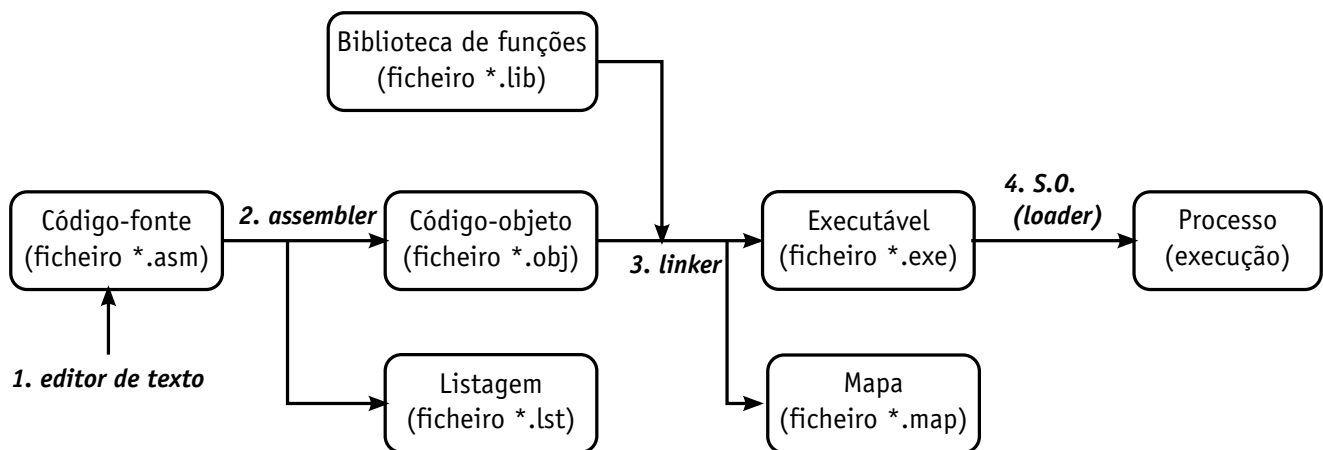 Biblioteca de funções
(ficheiro *.lib)
Código-fonte
(ficheiro *.asm)
2. assembler
Código-objeto
(ficheiro *.obj)
3. linker
Executável
(ficheiro *.exe)
4. S.O.
(loader)
Processo
(execução)
1. editor de texto
Listagem
(ficheiro *.lst)
Mapa
(ficheiro *.map)